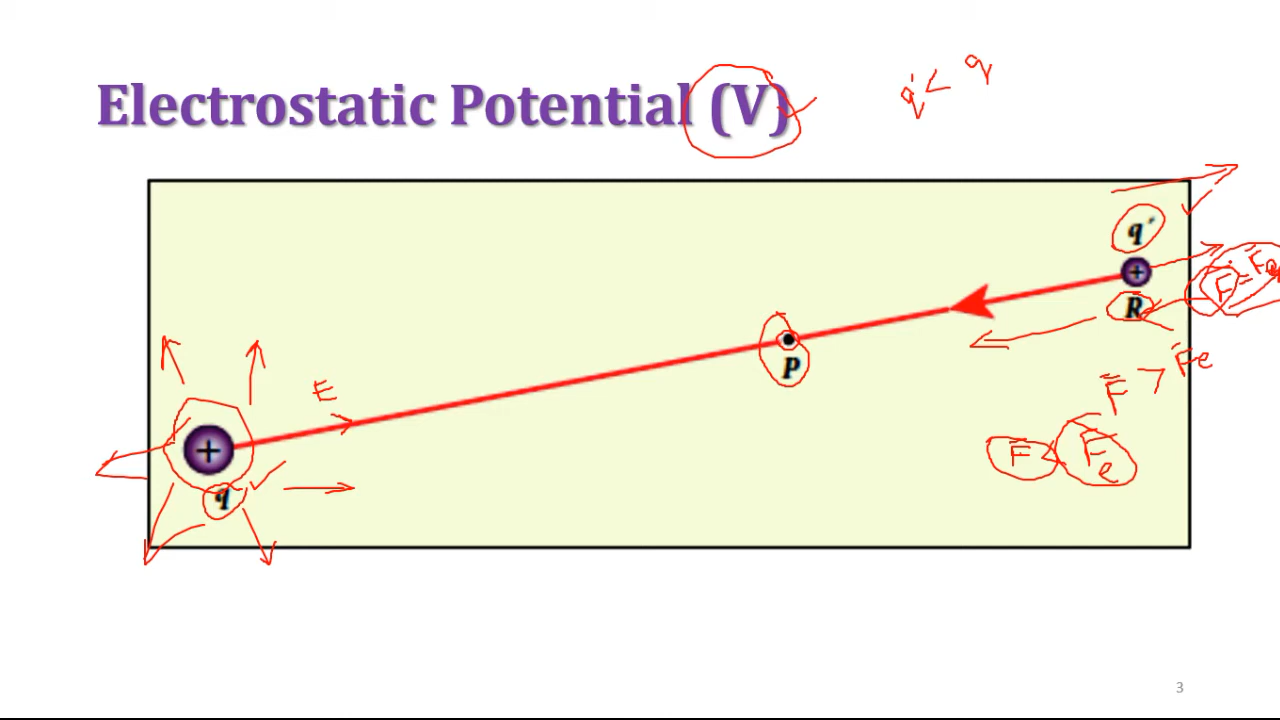 Electrostatic Potential (V)
q' < q
q´
+
R
F = Fe
P
F > Fe
E
F < Fe
+
q
3